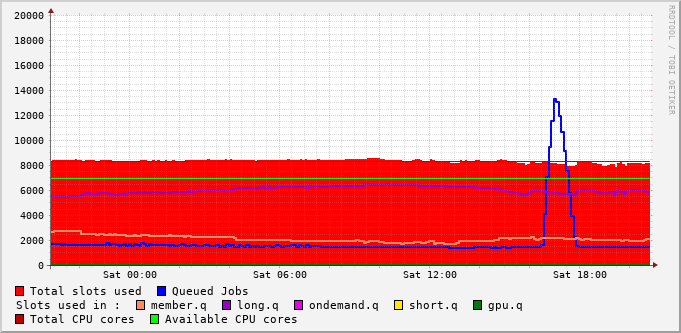 20000
18000
16000
14000
12000
10000
8000
6000
4000
2000
0
Sat 00:00 Sat 06:00 Sat 12:00 Sat 18:00
Total slots used Queued Jobs
Slots used in : member.q long.q ondemand.q short.q gpu.q
Total CPU cores Available CPU cores
RRDTOOL / TOBI OETIKER